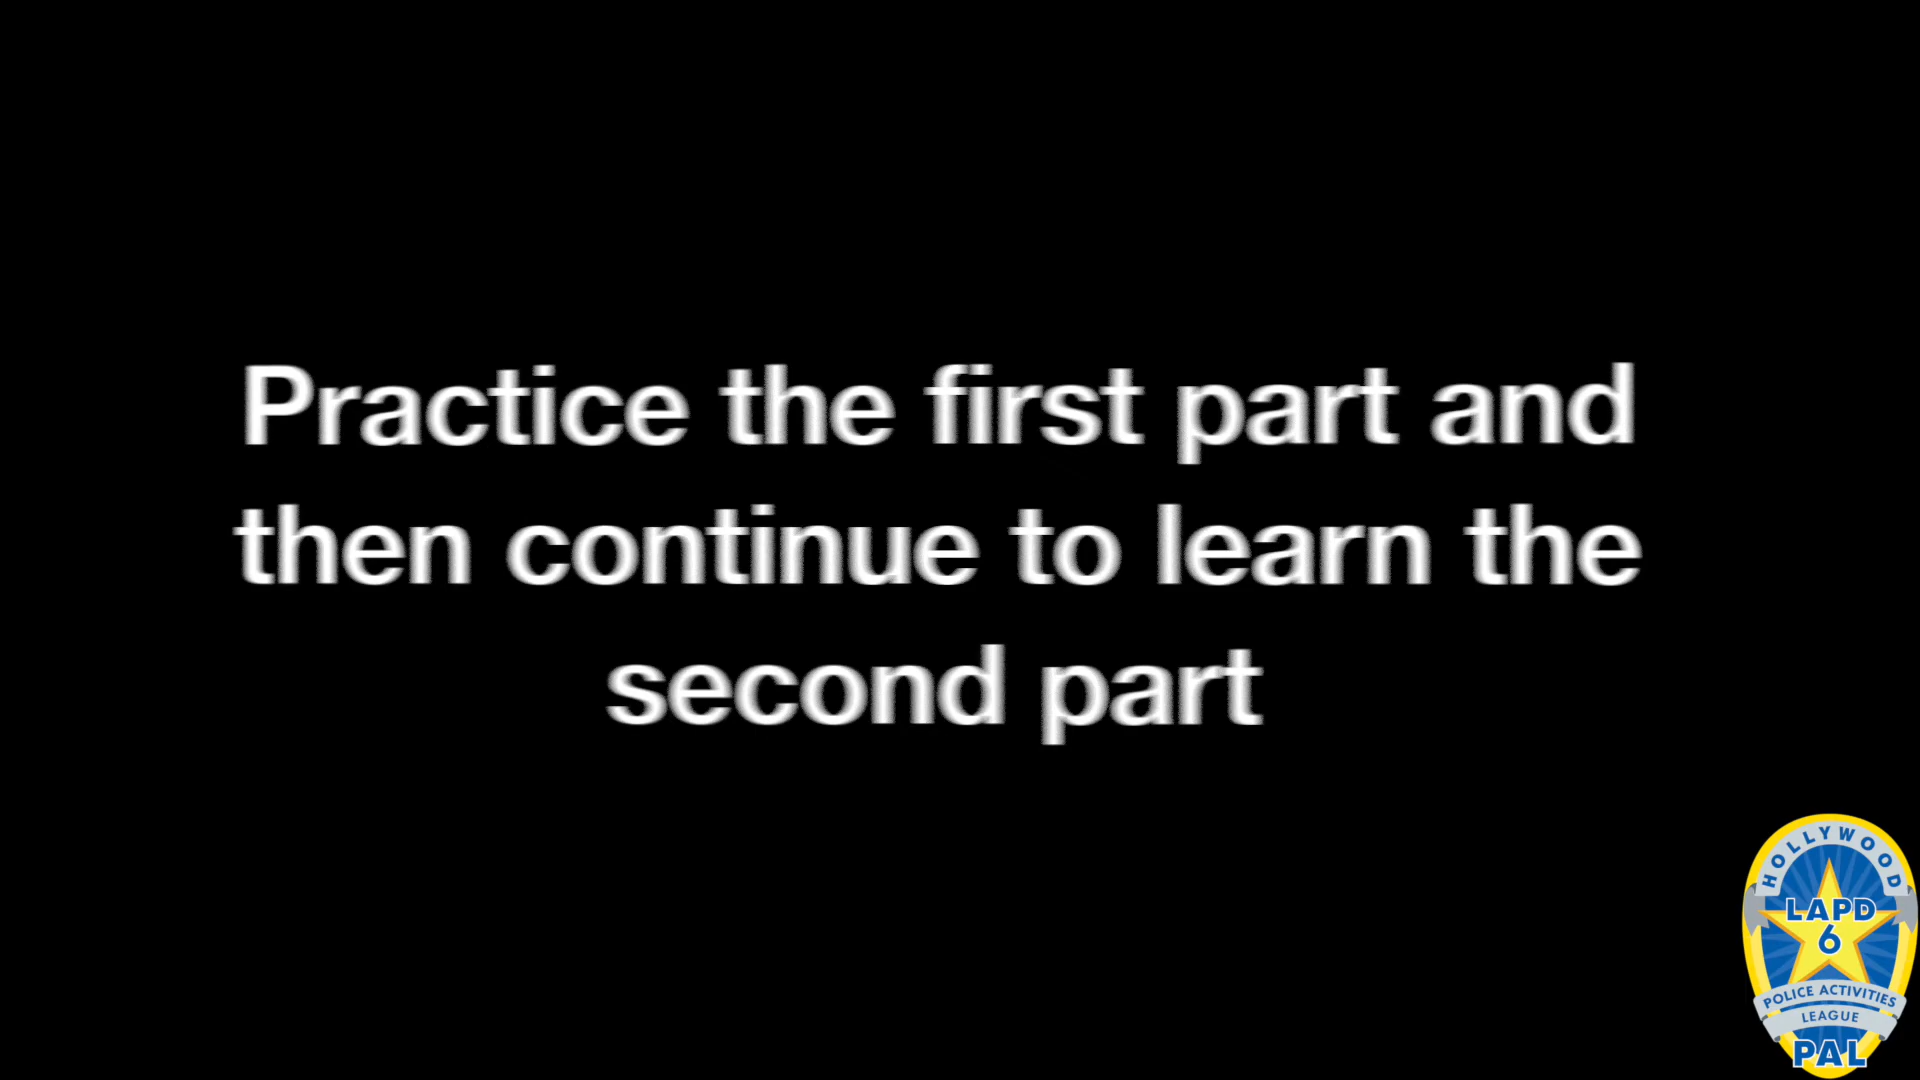 Practice the first part and
then continue to learn the
second part
HOLLYWOOD
LAPD
6
POLICE ACTIVITIES
LEAGUE
PAL